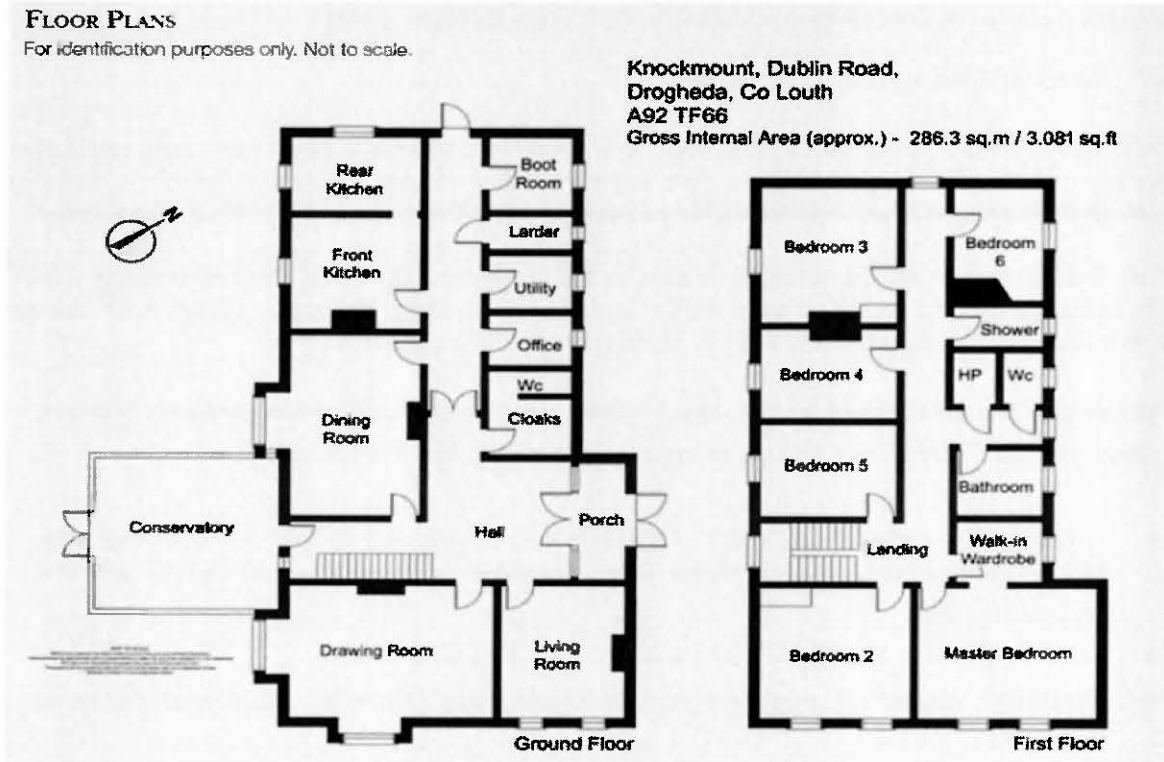 FLOOR PLANS
For identification purposes only. Not to scale.
Knockmount, Dublin Road,
Drogheda, Co Louth
A92 TF66
Gross Internal Area (approx.) - 286.3 sq.m / 3.081 sq.ft
N
Rear
Kitchen
Front
Kitchen
Boot
Room
Larder
Utility
Office
Wc
Cloaks
Dining
Room
Conservatory
Hall
Porch
Drawing Room
Living
Room
Ground Floor
Bedroom 3
Bedroom
6
Shower
Bedroom 4
HP
Wc
Bedroom 5
Bathroom
Landing
Walk-in
Wardrobe
Bedroom 2
Master Bedroom
First Floor